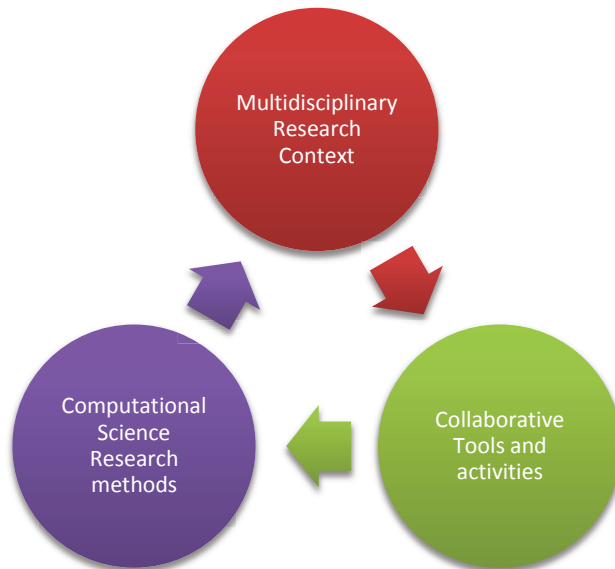 Multidisciplinary
Research
Context
Computational
Science
Research
methods
Collaborative
Tools and
activities